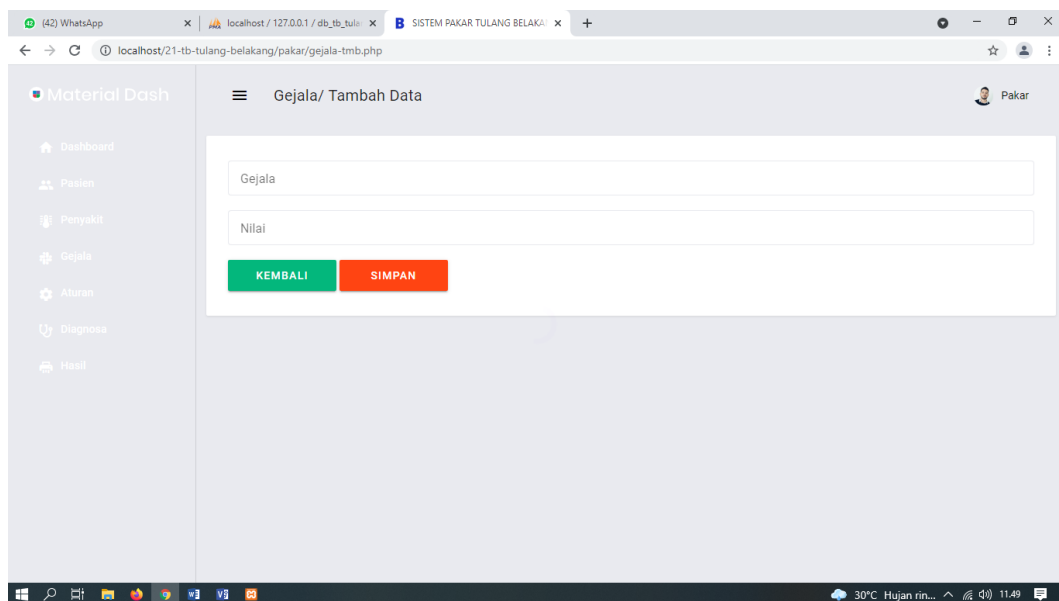 (42) WhatsApp
localhost / 127.0.0.1 / db_tb_tula
SISTEM PAKAR TULANG BELAKA
localhost/21-tb-tulang-belakang/pakar/gejala-tmb.php
Material Dash
Gejala/ Tambah Data
Pakar
Dashboard
Pasien
Penyakit
Gejala
Aturan
Diagnosa
Hasil
Gejala
Nilai
KEMBALI
SIMPAN
30°C Hujan rin...
11.49